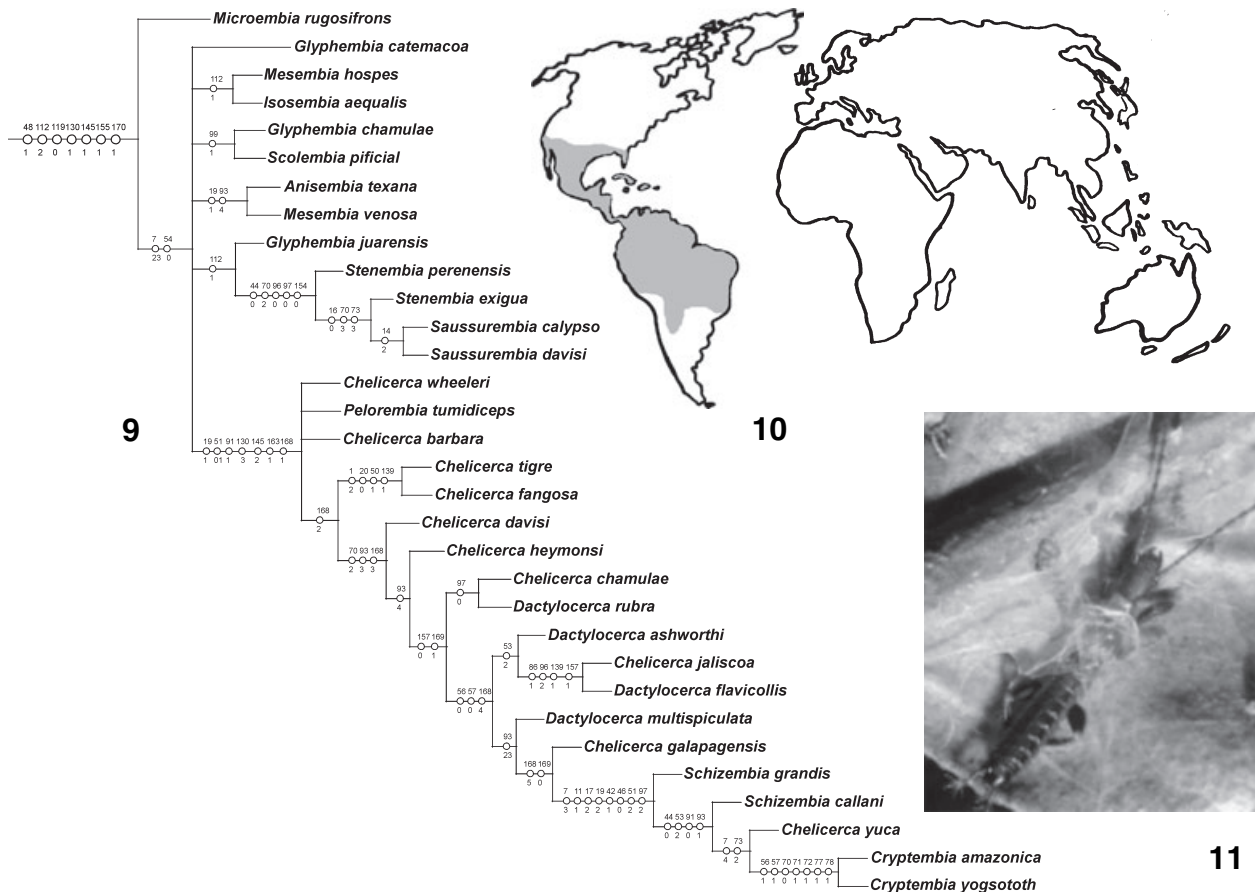 Microembia rugosifrons
Glyphembia catemacoa
112
Mesembia hospes
1
Isosembia aequalis
48 112 119 130 145 155 170
1 2 0 1 1 1 1
99
Glyphembia chamulae
1
Scolembia pificial
19 93
Anisembia texana
1 4
Mesembia venosa
7 54
23 0
Glyphembia juarensis
112
1
Stenembia perenensis
44 70 96 97 154
0 2 0 0 0
Stenembia exigua
16 70 73
0 3 3
Saussurembia calypso
14
2
Saussurembia davisi
Chelicerca wheeleri
Pelorembia tumidiceps
9
10
Chelicerca barbara
19 51 91 130 145 163 168
1 01 1 3 2 1 1
Chelicerca tigre
1 20 50 139
2 0 1 1
Chelicerca fangosa
168
2
Chelicerca davisi
70 93 168
2 3 3
Chelicerca heymonsi
93
4
Chelicerca chamulae
97
0
Dactylocerca rubra
157 169
0 1
Dactylocerca ashworthi
53
2
Chelicerca jaliscoa
86 96 139 157
1 2 1 1
Dactylocerca flavicollis
56 57 168
0 0 4
Dactylocerca multispiculata
93
23
Chelicerca galapagensis
168 169
5 0
Schizembia grandis
7 11 17 19 42 46 51 97
3 1 2 2 1 0 2 2
Schizembia callani
44 53 91 93
0 2 0 1
Chelicerca yuca
7 73
4 2
Cryptembia amazonica
56 57 70 71 72 77 78
1 1 0 1 1 1 1
Cryptembia yogsototh
11